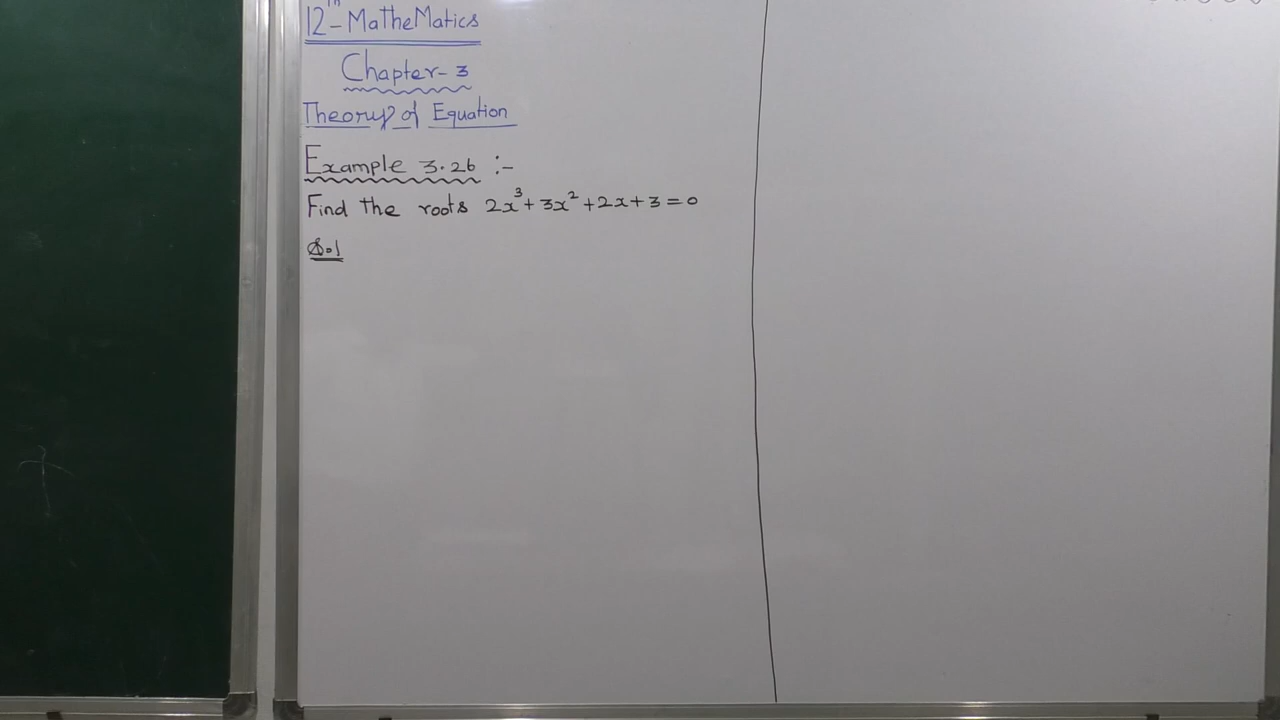 12th - MatheMatics
Chapter - 3
Theory of Equation
Example 3.26 :-
Find the roots 2x³ + 3x² + 2x + 3 = 0
Sol